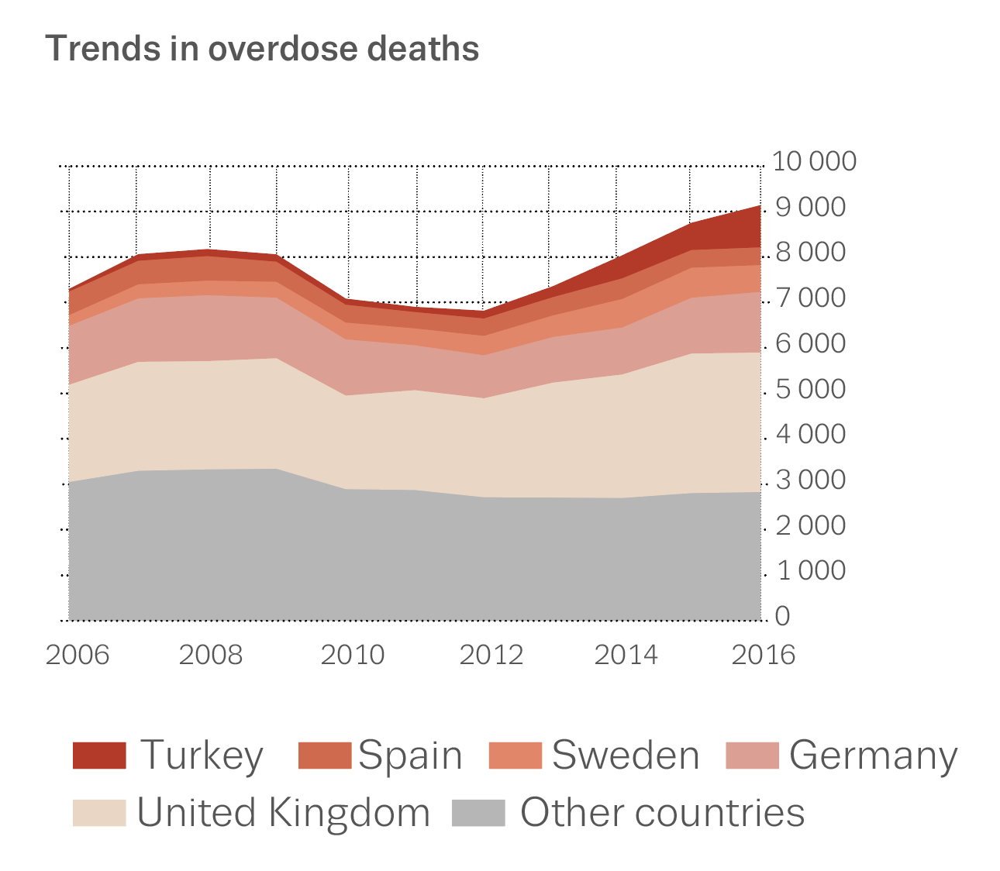 Trends in overdose deaths
10 000
9 000
8 000
7 000
6 000
5 000
4 000
3 000
2 000
1 000
0
2006 2008 2010 2012 2014 2016
Turkey Spain Sweden Germany
United Kingdom Other countries